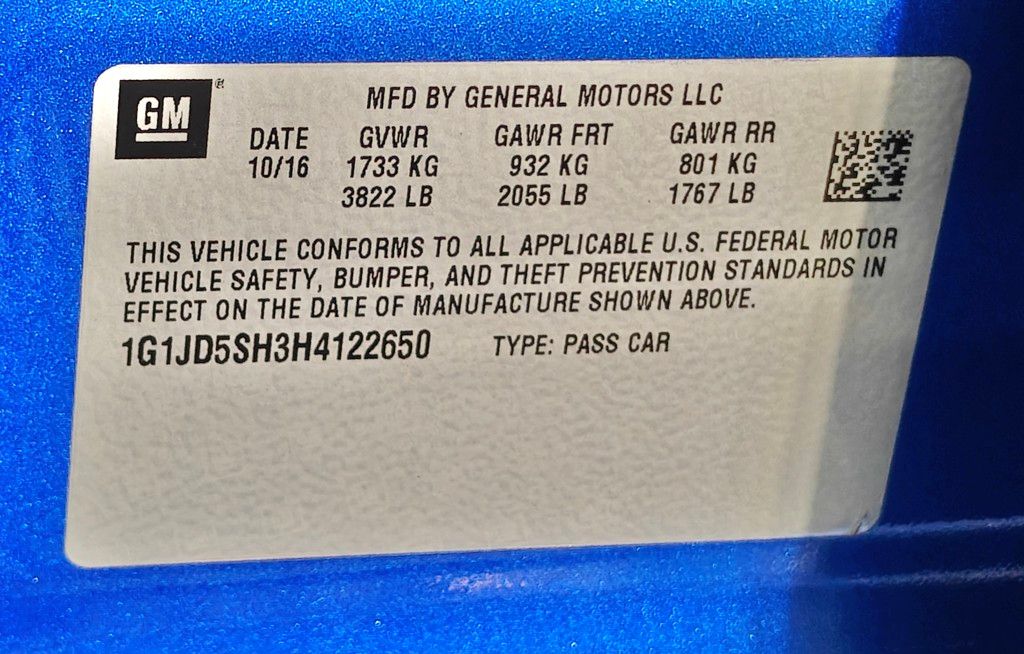 GM ®
MFD BY GENERAL MOTORS LLC
DATE GVWR GAWR FRT GAWR RR
10/16 1733 KG 932 KG 801 KG
3822 LB 2055 LB 1767 LB
THIS VEHICLE CONFORMS TO ALL APPLICABLE U.S. FEDERAL MOTOR
VEHICLE SAFETY, BUMPER, AND THEFT PREVENTION STANDARDS IN
EFFECT ON THE DATE OF MANUFACTURE SHOWN ABOVE.
1G1JD5SH3H4122650 TYPE: PASS CAR